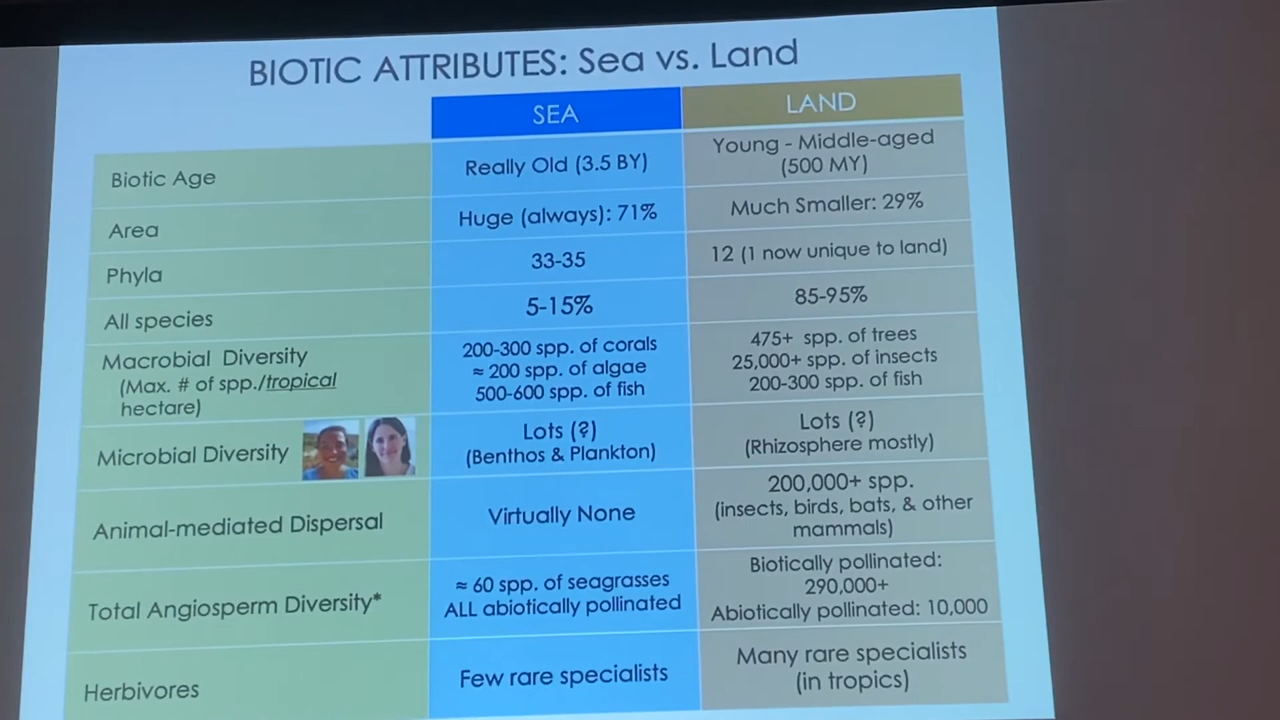 BIOTIC ATTRIBUTES: Sea vs. Land
SEA
LAND
Biotic Age
Really Old (3.5 BY)
Young - Middle-aged
(500 MY)
Area
Huge (always): 71%
Much Smaller: 29%
Phyla
33-35
12 (1 now unique to land)
All species
5-15%
85-95%
Macrobial Diversity
(Max. # of spp./tropical
hectare)
200-300 spp. of corals
≈ 200 spp. of algae
500-600 spp. of fish
475+ spp. of trees
25,000+ spp. of insects
200-300 spp. of fish
Microbial Diversity
Lots (?)
(Benthos & Plankton)
Lots (?)
(Rhizosphere mostly)
Animal-mediated Dispersal
Virtually None
200,000+ spp.
(insects, birds, bats, & other
mammals)
Total Angiosperm Diversity*
≈ 60 spp. of seagrasses
ALL abiotically pollinated
Biotically pollinated:
290,000+
Abiotically pollinated: 10,000
Herbivores
Few rare specialists
Many rare specialists
(in tropics)